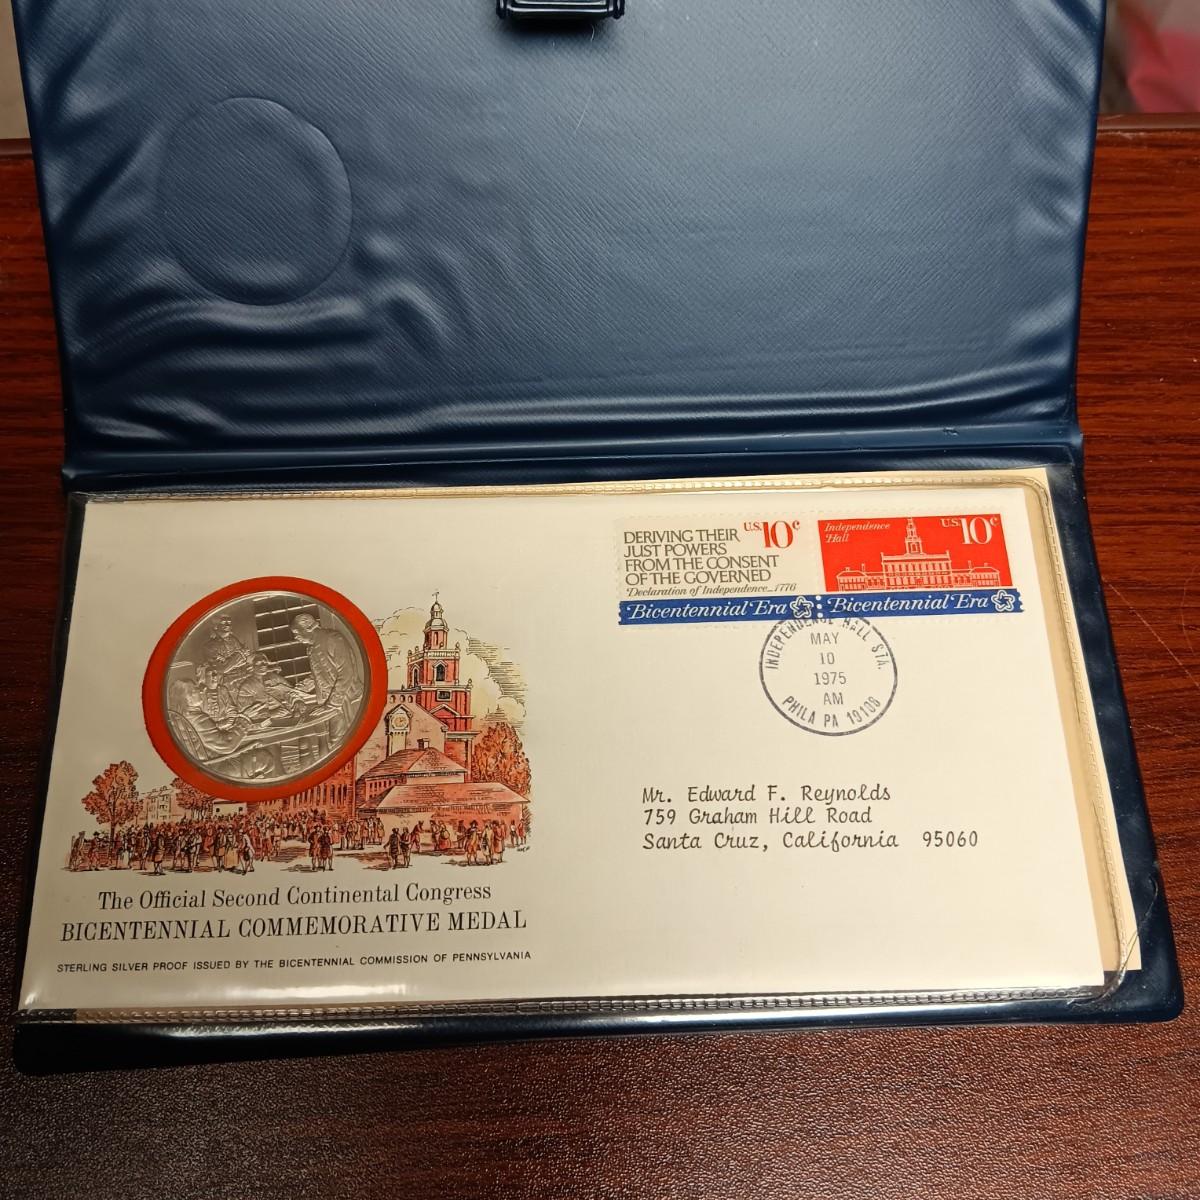 DERIVING THEIR
JUST POWERS
FROM THE CONSENT
OF THE GOVERNED
Declaration of Independence_1776
U.S. 10c
Bicentennial Era
Independence
Hall
U.S. 10c
Bicentennial Era
INDEPENDENCE HALL STA.
MAY
10
1975
AM
PHILA PA 19106
Mr. Edward F. Reynolds
759 Graham Hill Road
Santa Cruz, California 95060
The Official Second Continental Congress
BICENTENNIAL COMMEMORATIVE MEDAL
STERLING SILVER PROOF ISSUED BY THE BICENTENNIAL COMMISSION OF PENNSYLVANIA